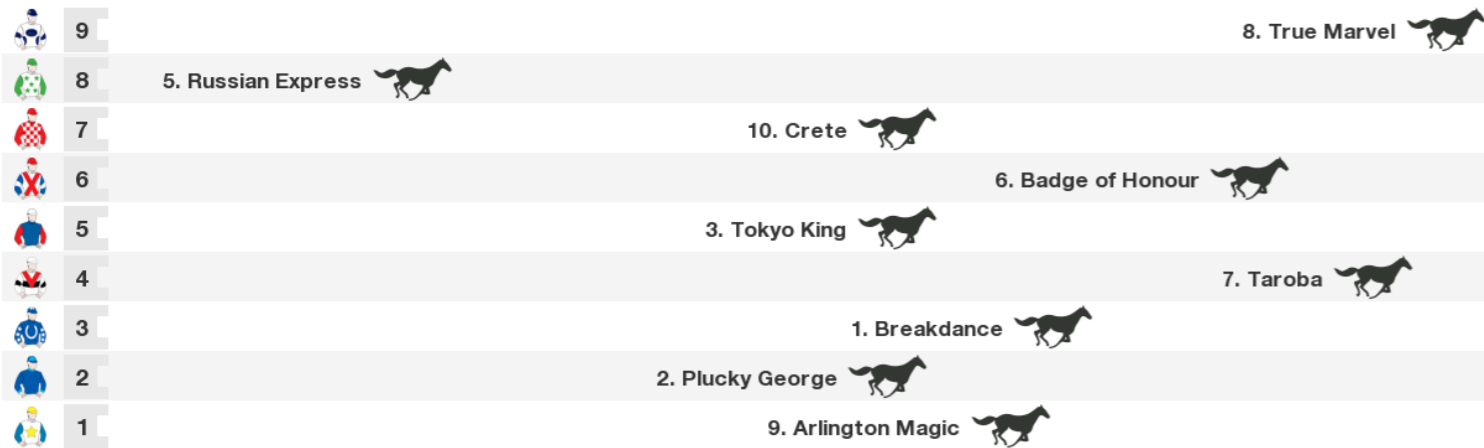 9 8. True Marvel
8 5. Russian Express
7 10. Crete
6 6. Badge of Honour
5 3. Tokyo King
4 7. Taroba
3 1. Breakdance
2 2. Plucky George
1 9. Arlington Magic